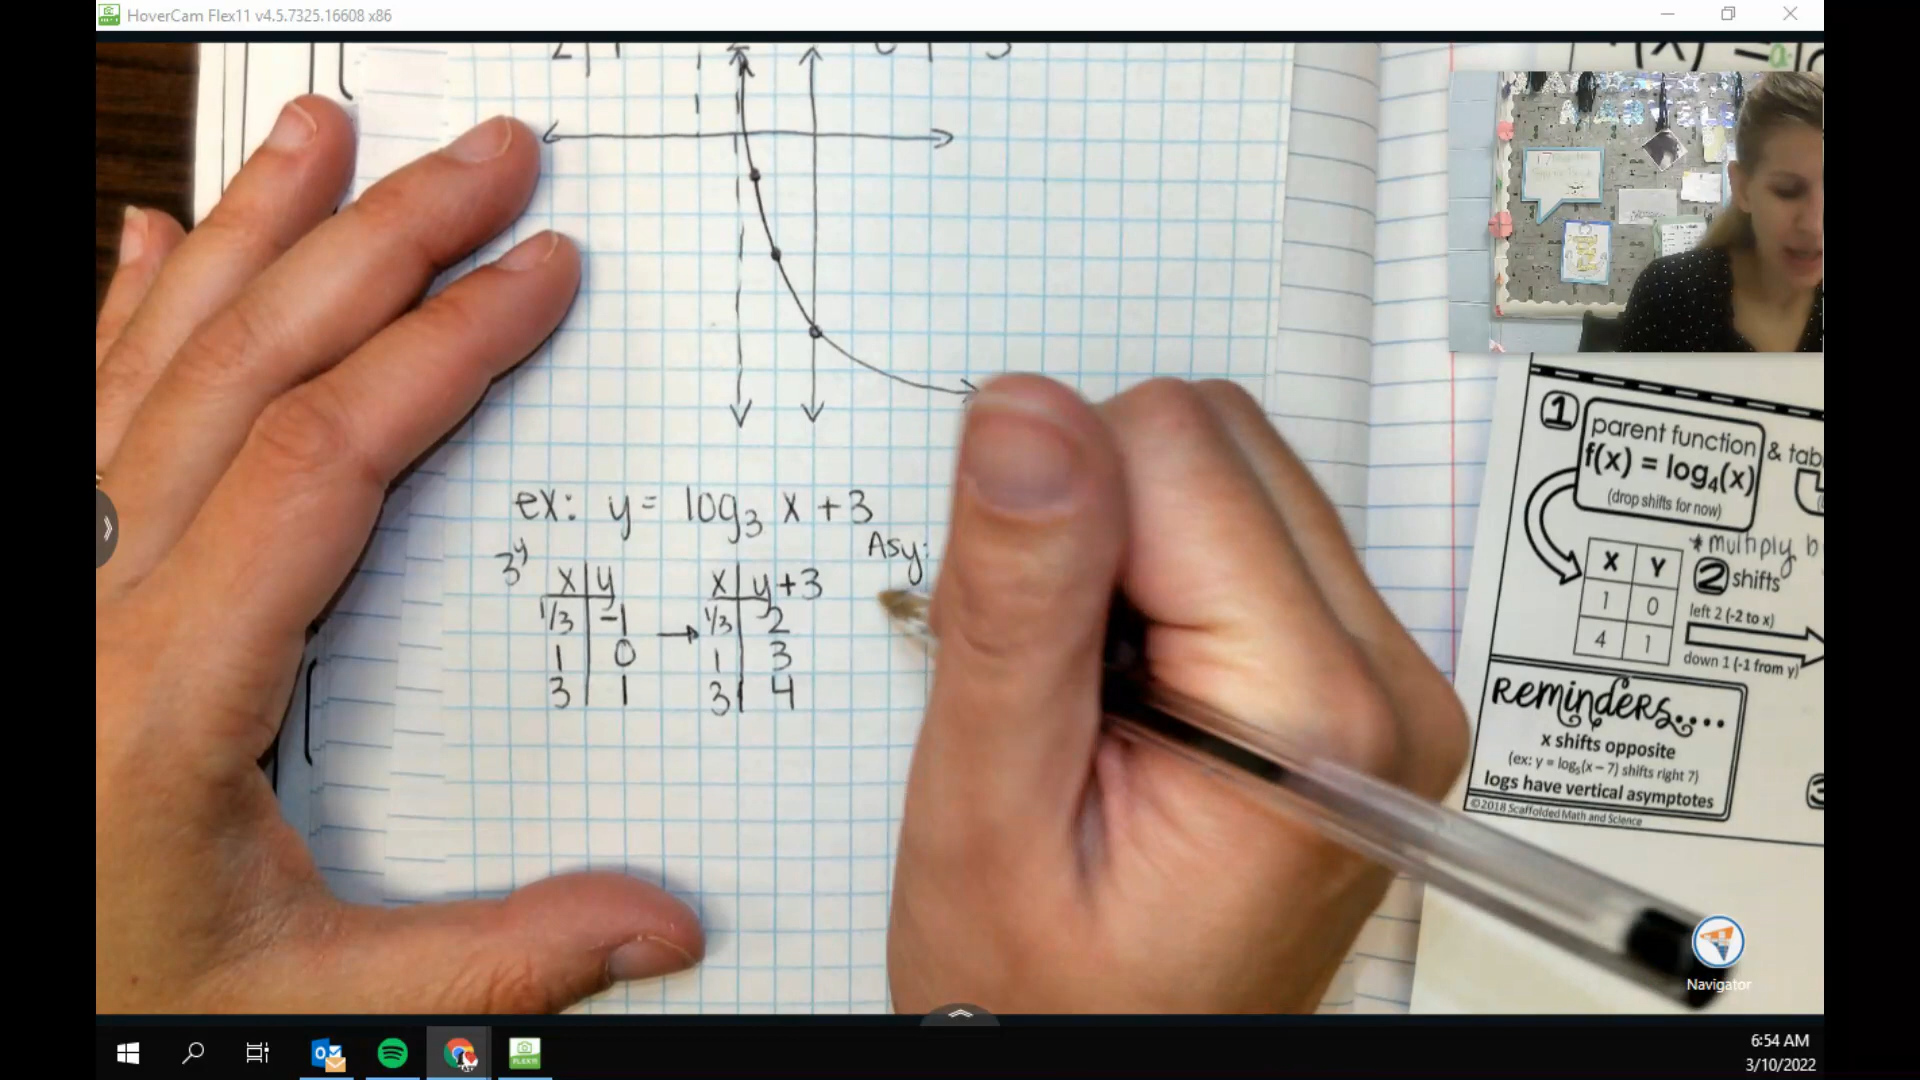 HoverCam Flex11 v4.5.7325.16608 x86
2 | 1
ex: y = log₃ x + 3
Asy:
3ʸ
x | y
1/3 | -1
1 | 0
3 | 1
x | y+3
1/3 | 2
1 | 3
3 | 4
1
parent function & tab
f(x) = log₄(x)
(drop shifts for now)
*multiply b
X Y
1 0
4 1
2 shifts
left 2 (-2 to x)
down 1 (-1 from y)
Reminders....
x shifts opposite
(ex: y = log₅(x – 7) shifts right 7)
logs have vertical asymptotes
©2018 Scaffolded Math and Science
Navigator
FLEX11
6:54 AM
3/10/2022